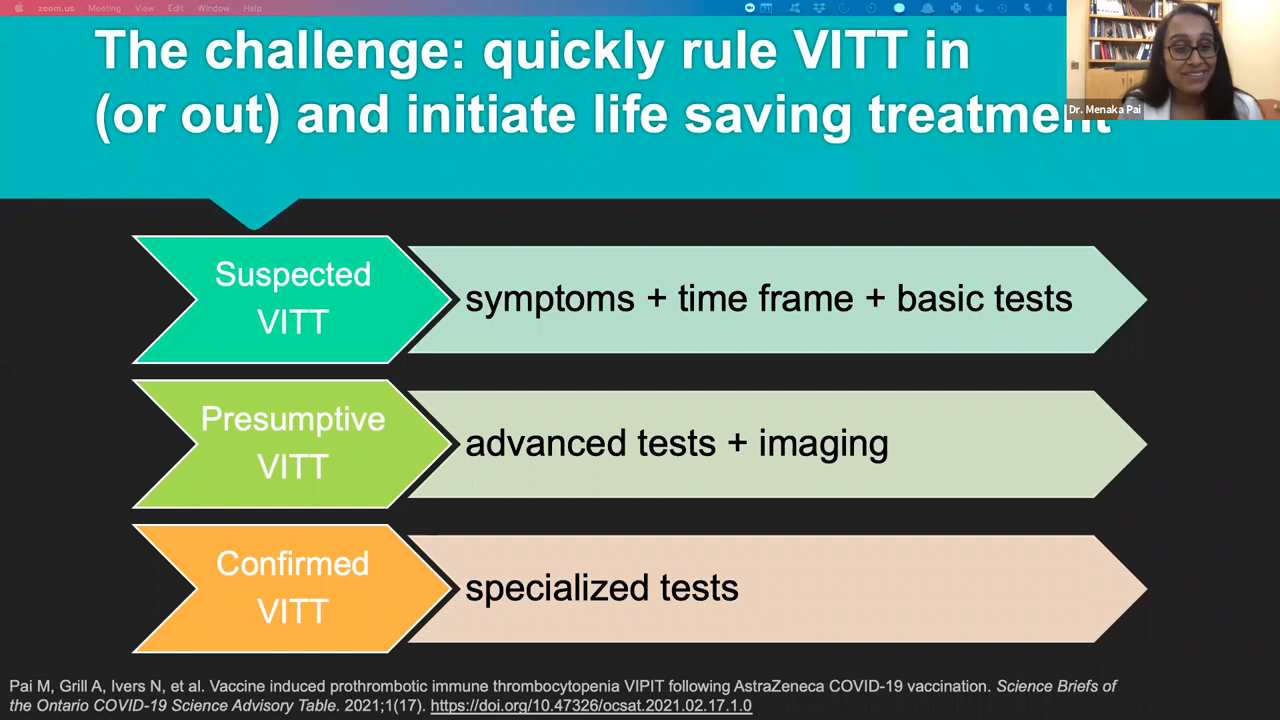 zoom.us Meeting View Edit Window Help
The challenge: quickly rule VITT in
(or out) and initiate life saving treatment
Dr. Menaka Pai
Suspected
VITT
symptoms + time frame + basic tests
Presumptive
VITT
advanced tests + imaging
Confirmed
VITT
specialized tests
Pai M, Grill A, Ivers N, et al. Vaccine induced prothrombotic immune thrombocytopenia VIPIT following AstraZeneca COVID-19 vaccination. Science Briefs of
the Ontario COVID-19 Science Advisory Table. 2021;1(17). https://doi.org/10.47326/ocsat.2021.02.17.1.0